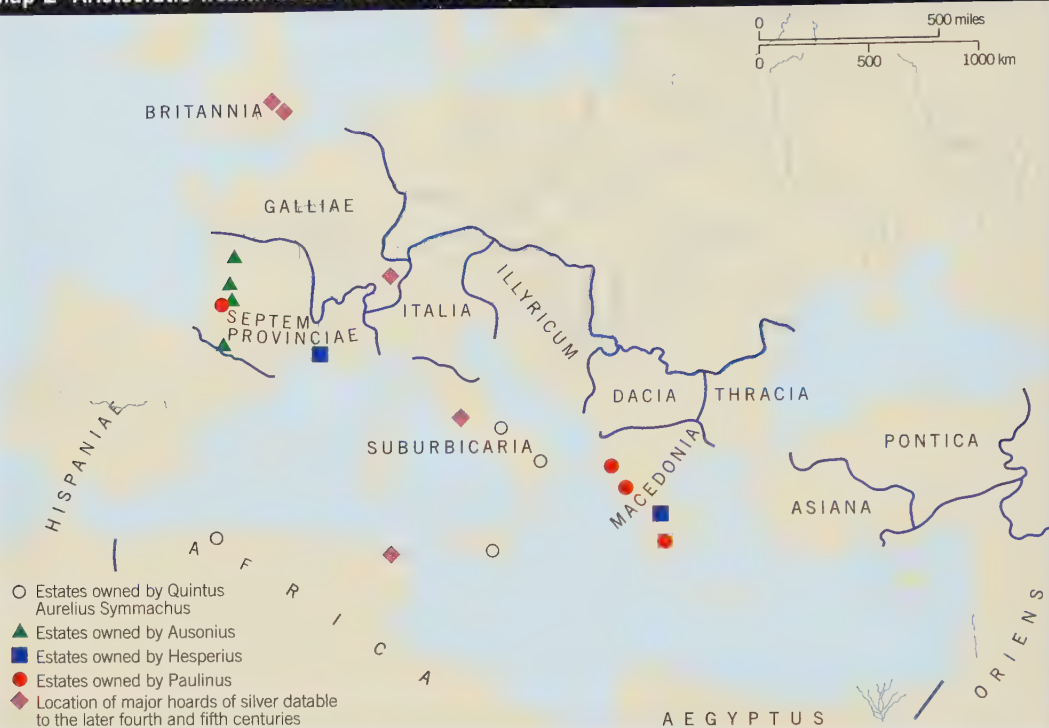 0 500 miles
0 500 1000 km
BRITANNIA
GALLIAE
SEPTEM
PROVINCIAE
ITALIA
ILLYRICUM
DACIA
THRACIA
HISPANIAE
SUBURBICARIA
MACEDONIA
PONTICA
ASIANA
AFRICA
ORIENS
AEGYPTUS
Estates owned by Quintus
Aurelius Symmachus
Estates owned by Ausonius
Estates owned by Hesperius
Estates owned by Paulinus
Location of major hoards of silver datable
to the later fourth and fifth centuries